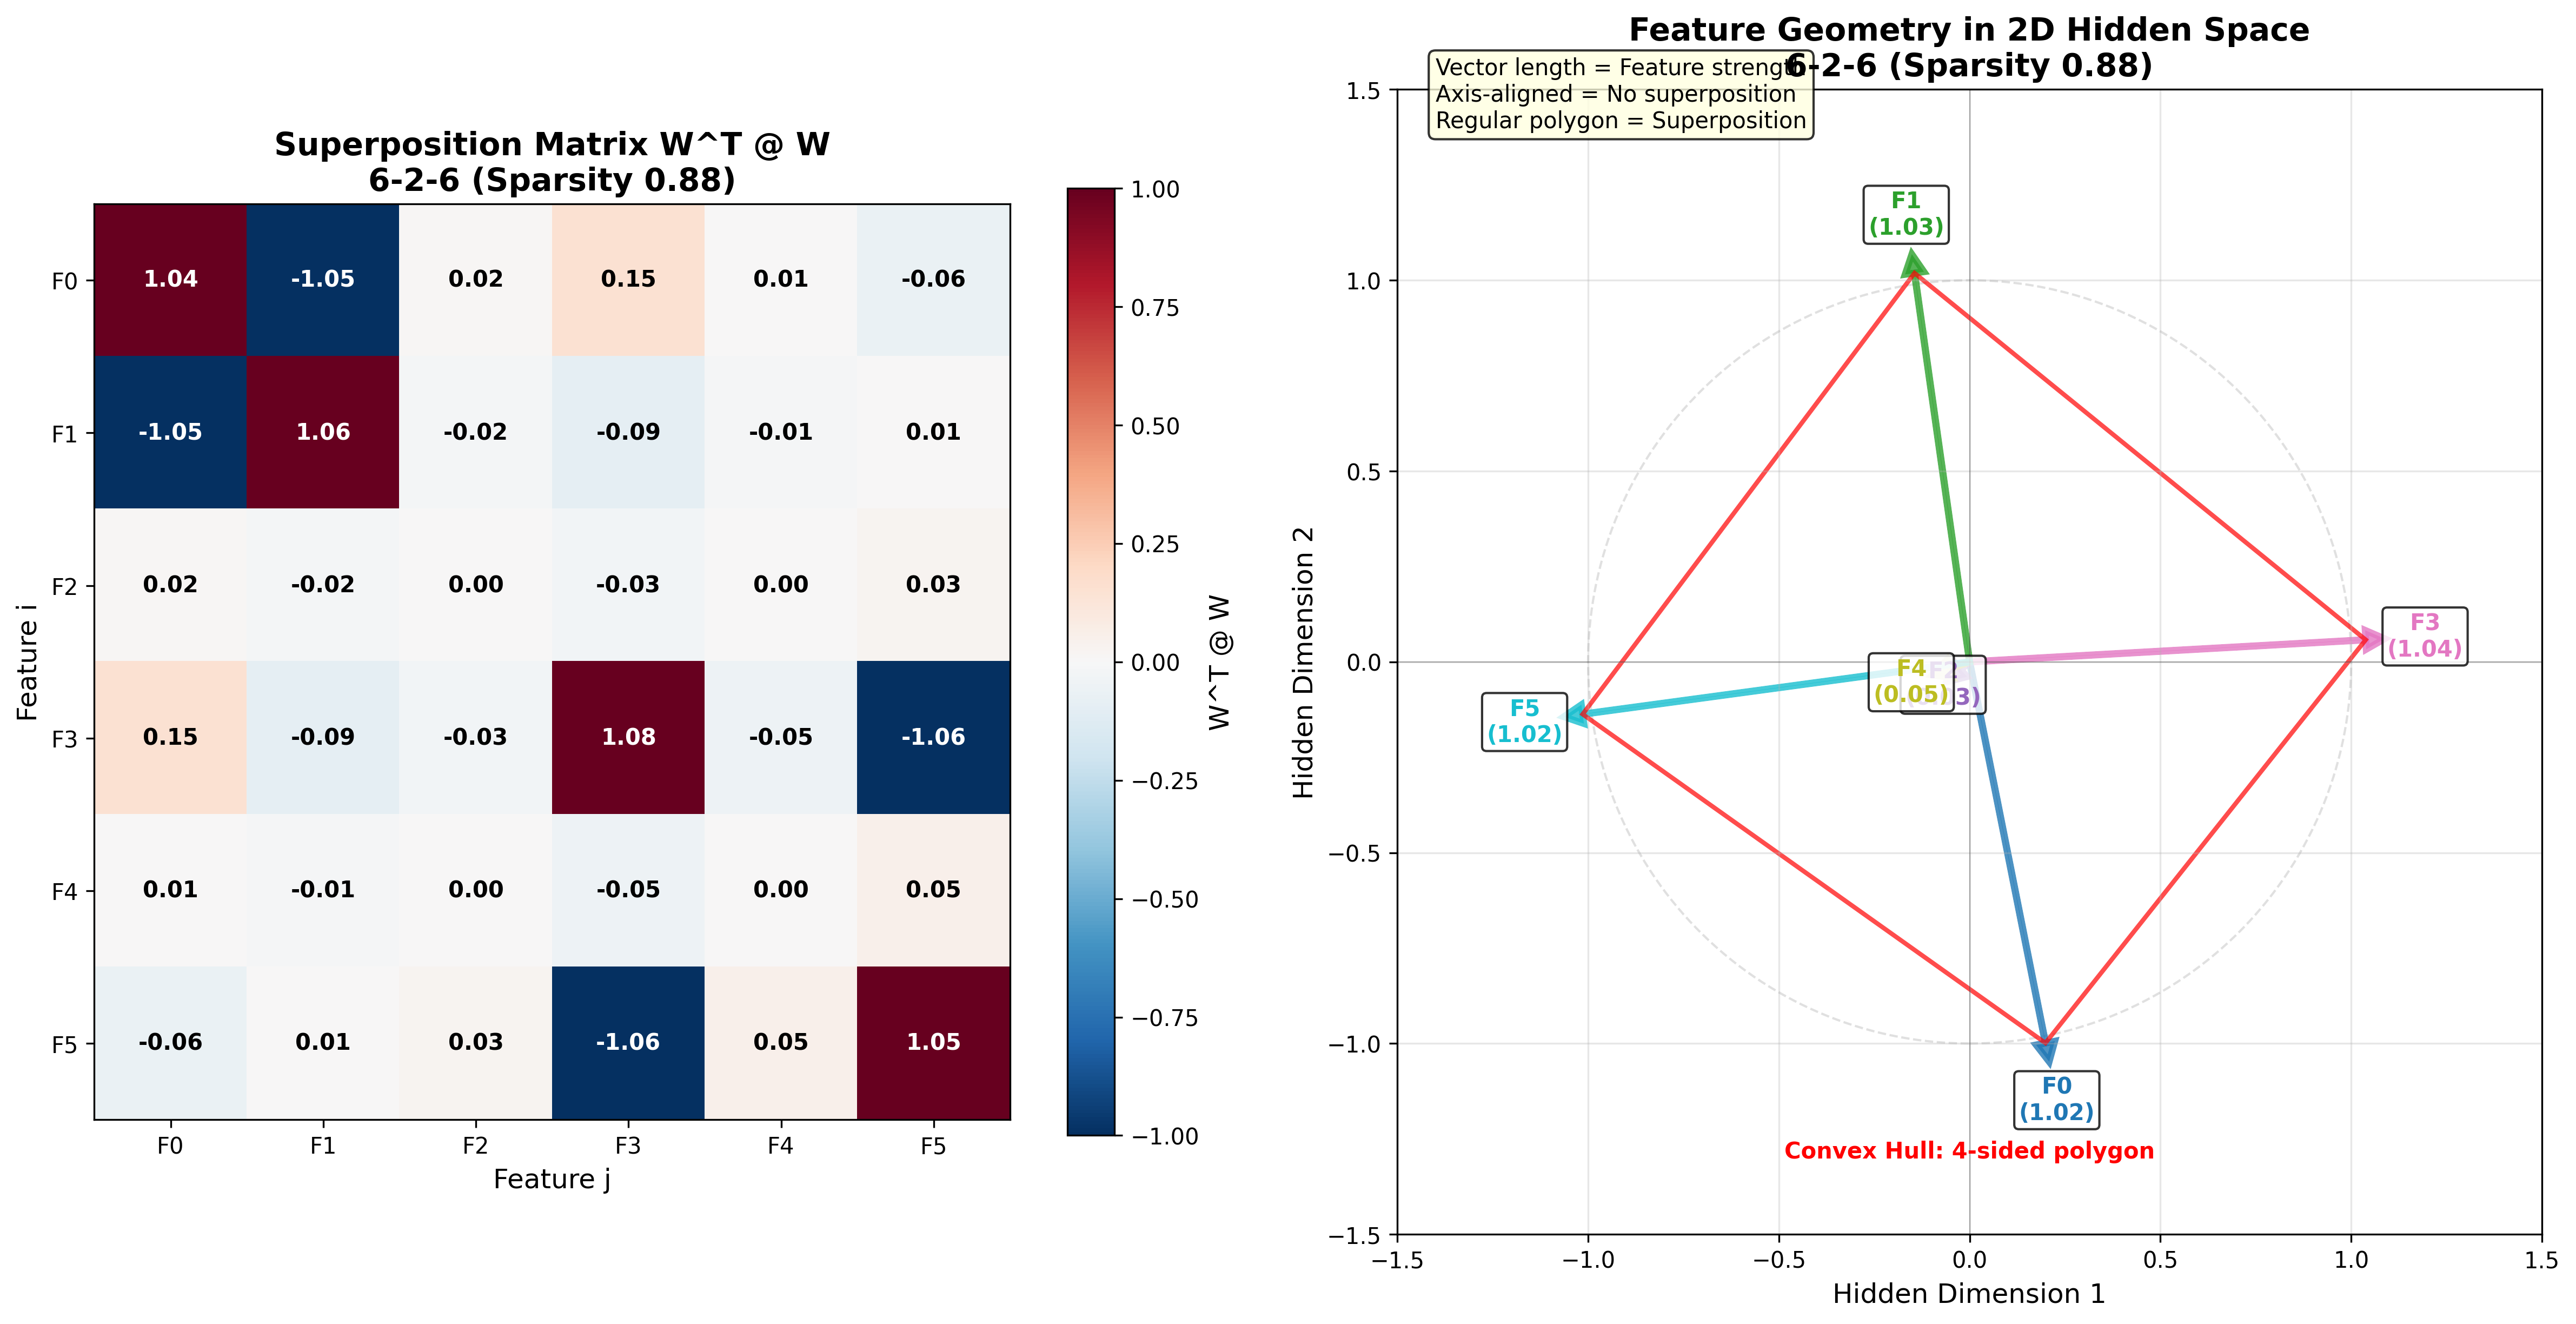 Superposition Matrix W^T @ W
6-2-6 (Sparsity 0.88)
F0
F1
F2
F3
F4
F5
Feature i
1.04 -1.05 0.02 0.15 0.01 -0.06
-1.05 1.06 -0.02 -0.09 -0.01 0.01
0.02 -0.02 0.00 -0.03 0.00 0.03
0.15 -0.09 -0.03 1.08 -0.05 -1.06
0.01 -0.01 0.00 -0.05 0.00 0.05
-0.06 0.01 0.03 -1.06 0.05 1.05
F0 F1 F2 F3 F4 F5
Feature j
1.00
0.75
0.50
0.25
0.00
−0.25
−0.50
−0.75
−1.00
W^T @ W
Feature Geometry in 2D Hidden Space
6-2-6 (Sparsity 0.88)
Vector length = Feature strength
Axis-aligned = No superposition
Regular polygon = Superposition
1.5
1.0
0.5
0.0
−0.5
−1.0
−1.5
Hidden Dimension 2
F1
(1.03)
F3
(1.04)
F4
(0.05)
F2
F5
(1.02)
F0
(1.02)
Convex Hull: 4-sided polygon
−1.5 −1.0 −0.5 0.0 0.5 1.0 1.5
Hidden Dimension 1